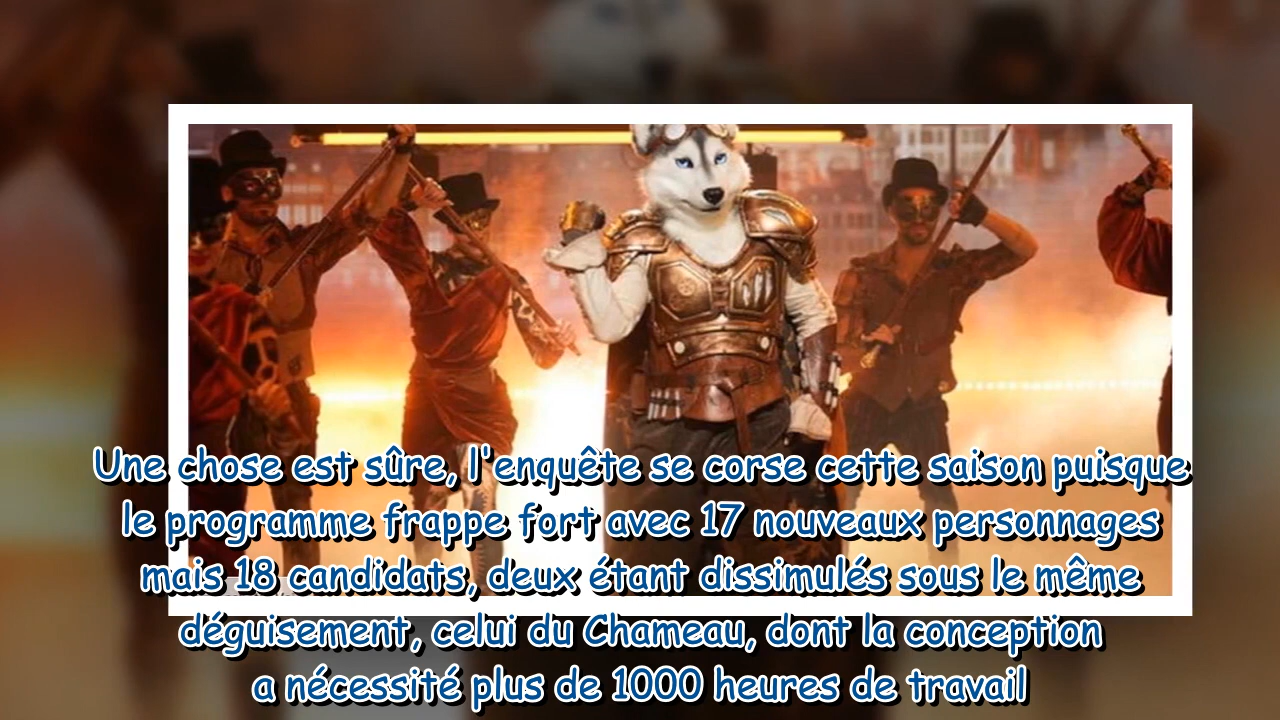 Une chose est sûre, l'enquête se corse cette saison puisque
le programme frappe fort avec 17 nouveaux personnages
mais 18 candidats, deux étant dissimulés sous le même
déguisement, celui du Chameau, dont la conception
a nécessité plus de 1000 heures de travail